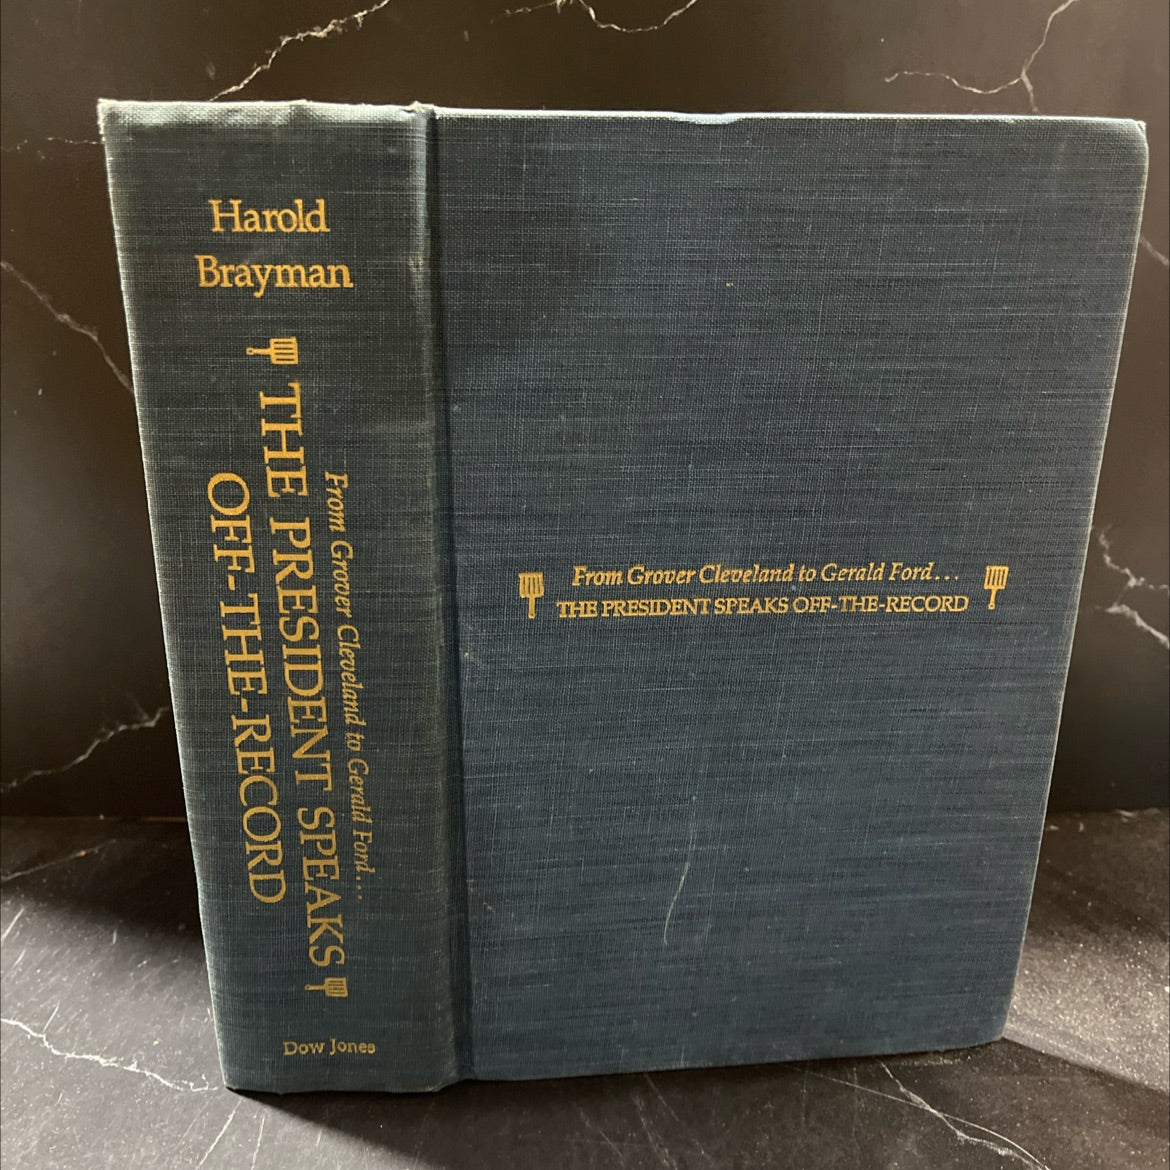 Harold
Brayman
From Grover Cleveland to Gerald Ford...
THE PRESIDENT SPEAKS
OFF-THE-RECORD
Dow Jones
From Grover Cleveland to Gerald Ford...
THE PRESIDENT SPEAKS OFF-THE-RECORD